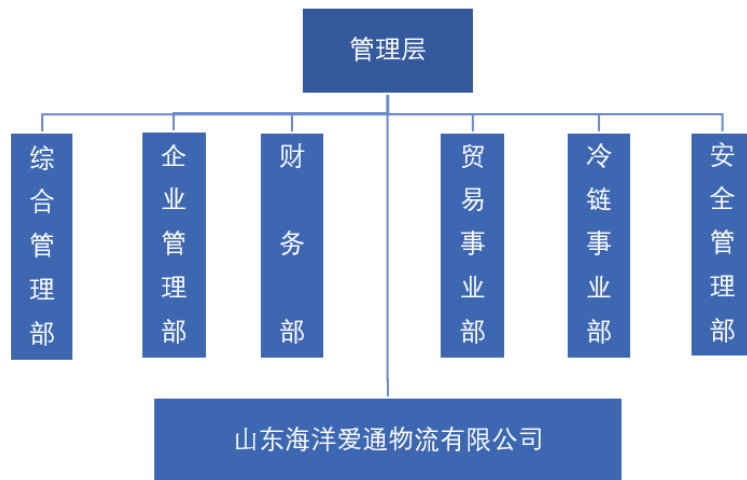 管理层
综合管理部
企业管理部
财务部
贸易事业部
冷链事业部
安全管理部
山东海洋爱通物流有限公司